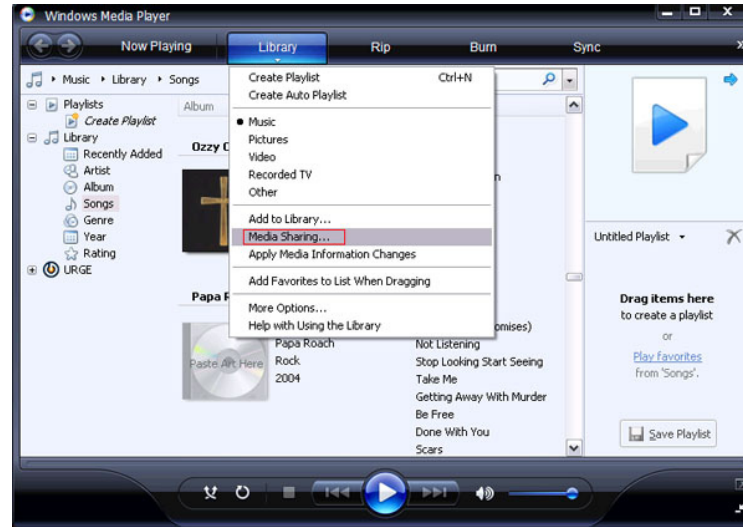 Windows Media Player
Now Playing Library Rip Burn Sync
Music Library Songs
Playlists
Create Playlist
Library
Recently Added
Artist
Album
Songs
Genre
Year
Rating
URGE
Album
Ozzy
Papa
Paste Art Here
Papa Roach
Rock
2004
Create Playlist Ctrl+N
Create Auto Playlist
Music
Pictures
Video
Recorded TV
Other
Add to Library...
Media Sharing...
Apply Media Information Changes
Add Favorites to List When Dragging
More Options...
Help with Using the Library
Not Listening
Stop Looking Start Seeing
Take Me
Getting Away With Murder
Be Free
Done With You
Scars
Untitled Playlist
Drag items here
to create a playlist
or
Play favorites
from 'Songs'.
Save Playlist